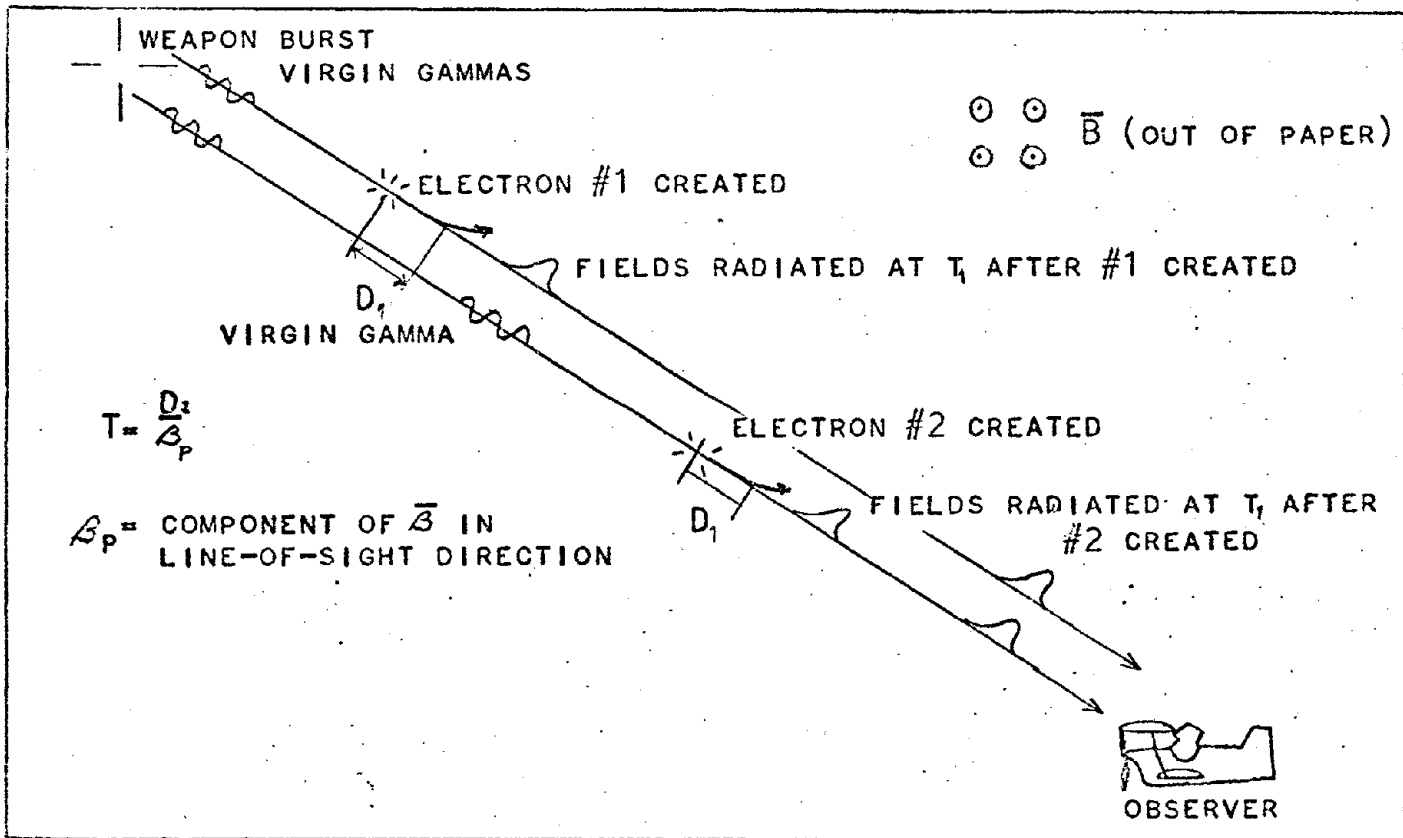 WEAPON BURST
VIRGIN GAMMAS
B̅ (OUT OF PAPER)
ELECTRON #1 CREATED
FIELDS RADIATED AT T₁ AFTER #1 CREATED
D₁
VIRGIN GAMMA
T = D₁/βₚ
ELECTRON #2 CREATED
βₚ = COMPONENT OF β̅ IN
LINE-OF-SIGHT DIRECTION
D₁
FIELDS RADIATED AT T₁ AFTER
#2 CREATED
OBSERVER